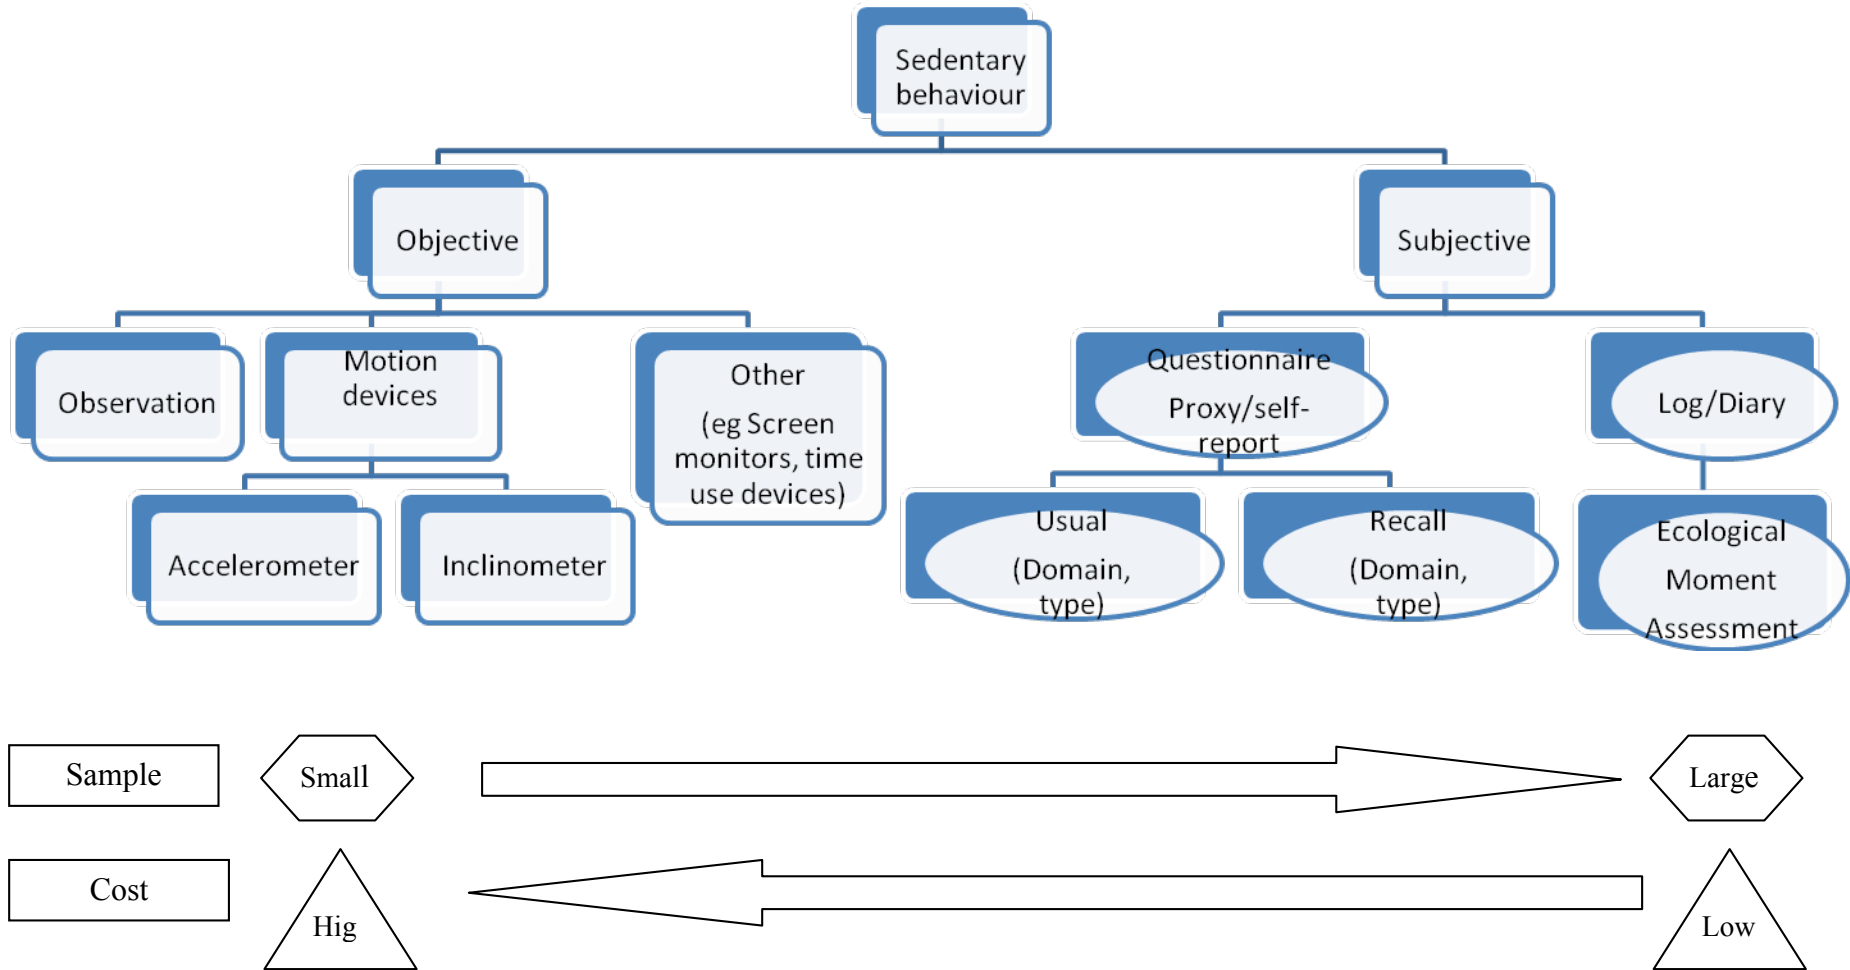 Sedentary
behaviour
Objective
Subjective
Observation
Motion
devices
Other
(eg Screen
monitors, time
use devices)
Questionnaire
Proxy/self-
report
Log/Diary
Accelerometer
Inclinometer
Usual
(Domain,
type)
Recall
(Domain,
type)
Ecological
Moment
Assessment
Sample
Small
Large
Cost
Hig
Low